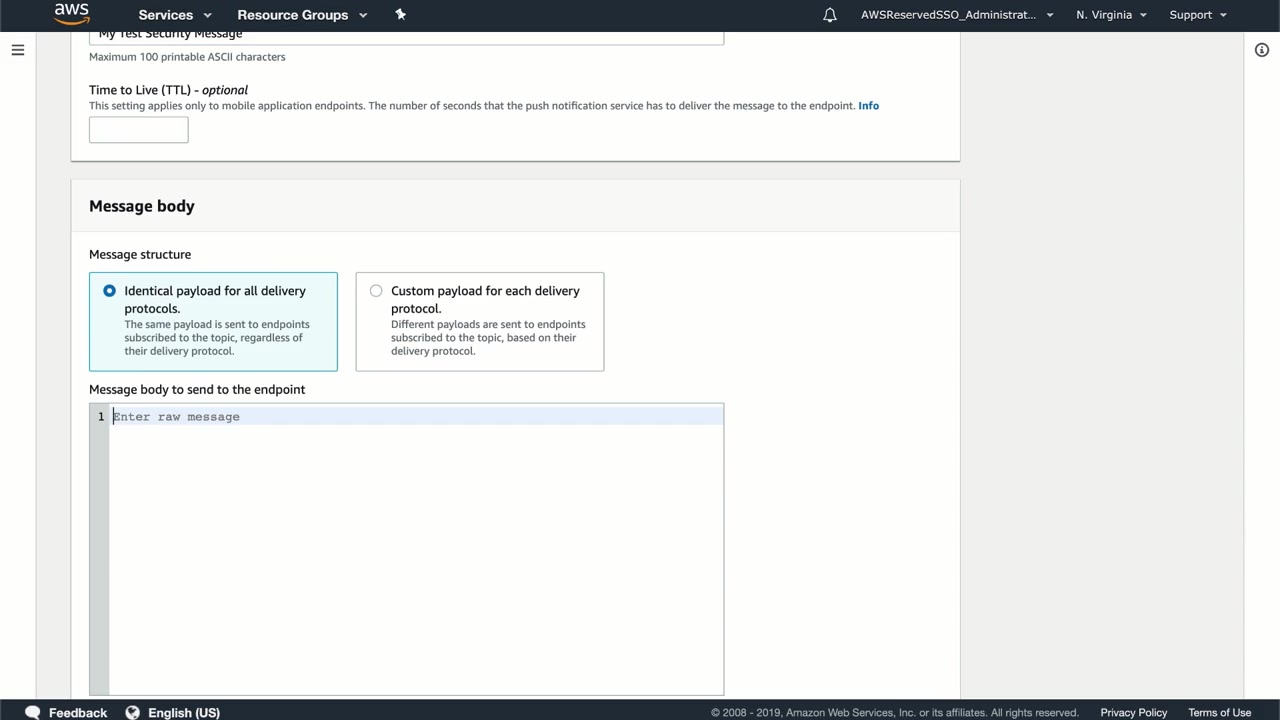 aws
Services
Resource Groups
AWSReservedSSO_Administrat...
N. Virginia
Support
My Test Security Message
Maximum 100 printable ASCII characters
Time to Live (TTL) - optional
This setting applies only to mobile application endpoints. The number of seconds that the push notification service has to deliver the message to the endpoint. Info
Message body
Message structure
Identical payload for all delivery
protocols.
The same payload is sent to endpoints
subscribed to the topic, regardless of
their delivery protocol.
Custom payload for each delivery
protocol.
Different payloads are sent to endpoints
subscribed to the topic, based on their
delivery protocol.
Message body to send to the endpoint
1 Enter raw message
Feedback
English (US)
© 2008 - 2019, Amazon Web Services, Inc. or its affiliates. All rights reserved.
Privacy Policy
Terms of Use